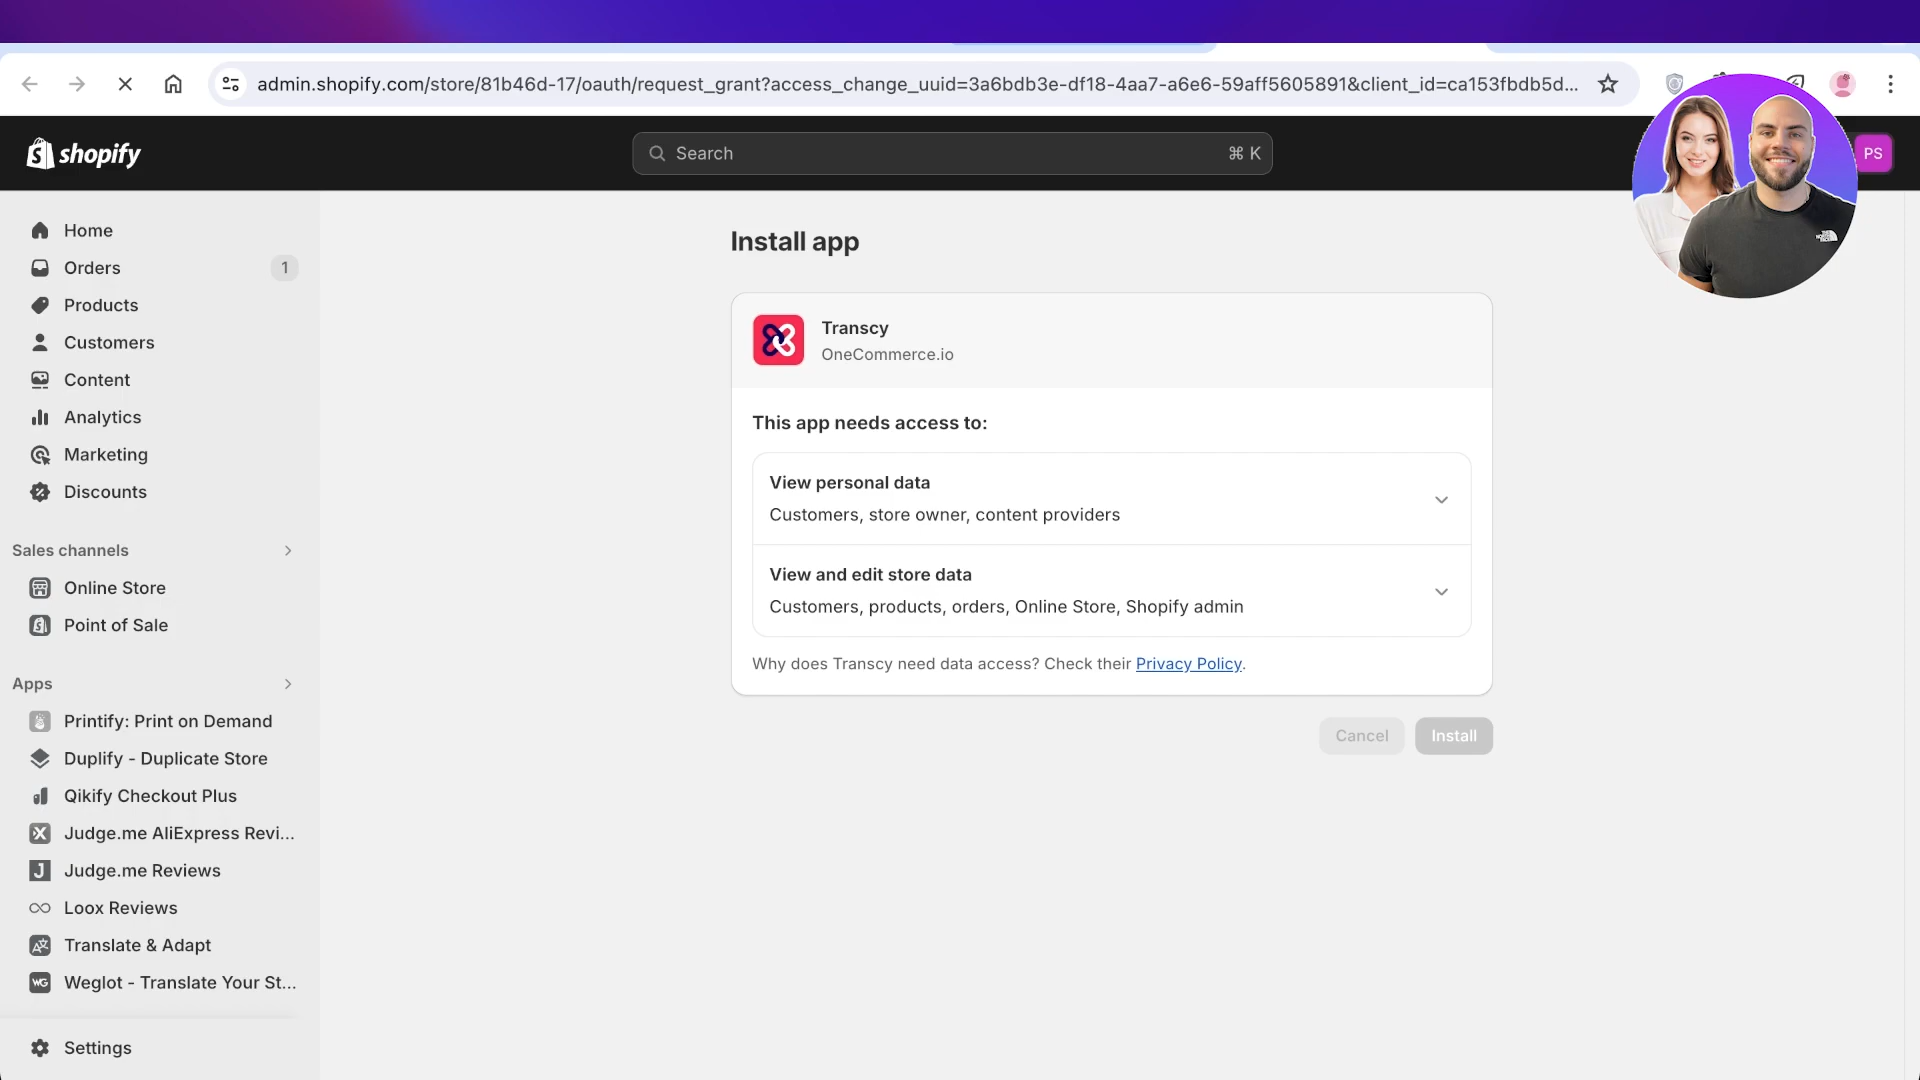 admin.shopify.com/store/81b46d-17/oauth/request_grant?access_change_uuid=3a6bdb3e-df18-4aa7-a6e6-59aff5605891&client_id=ca153fbdb5d...
shopify
Search
⌘ K
PS
Home
Orders
1
Products
Customers
Content
Analytics
Marketing
Discounts
Sales channels
Online Store
Point of Sale
Apps
Printify: Print on Demand
Duplify - Duplicate Store
Qikify Checkout Plus
Judge.me AliExpress Revi...
Judge.me Reviews
Loox Reviews
Translate & Adapt
WG
Weglot - Translate Your St...
Settings
Install app
Transcy
OneCommerce.io
This app needs access to:
View personal data
Customers, store owner, content providers
View and edit store data
Customers, products, orders, Online Store, Shopify admin
Why does Transcy need data access? Check their Privacy Policy.
Cancel
Install